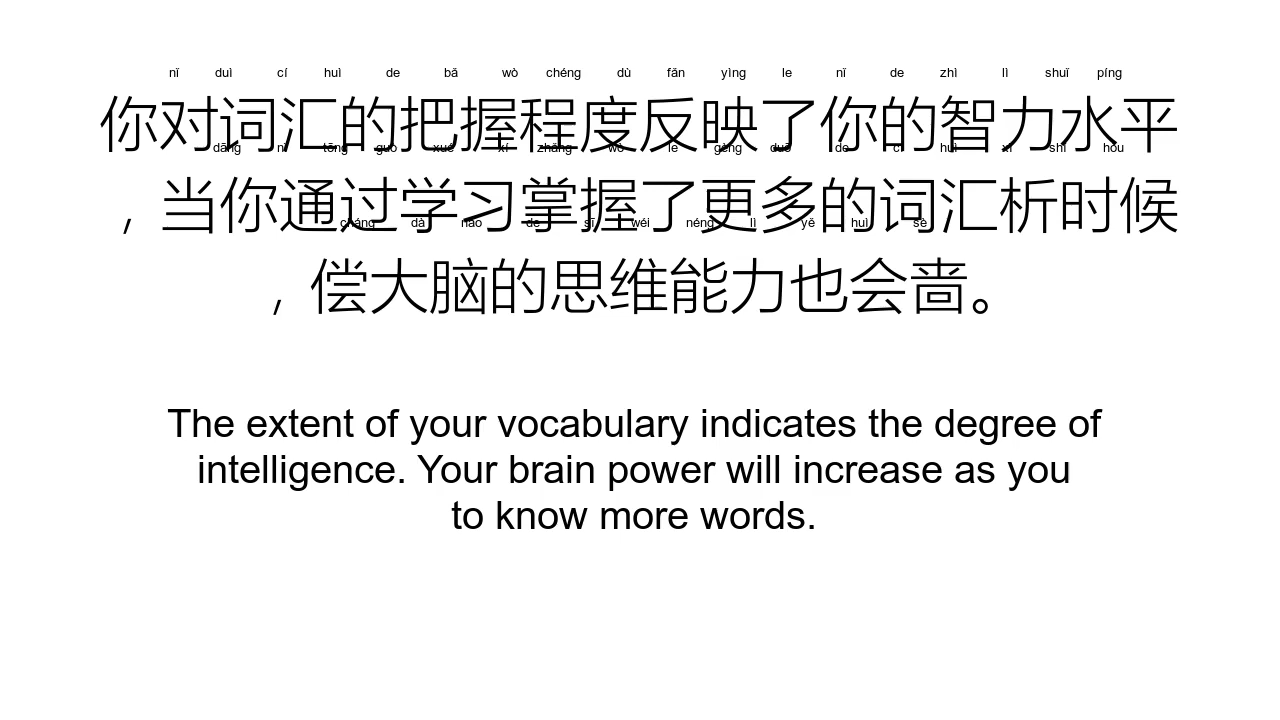 nǐ duì cí huì de bǎ wò chéng dù fǎn yìng le nǐ de zhì lì shuǐ píng
你对词汇的把握程度反映了你的智力水平
dāng nǐ tōng guo xué xí zhǎng wò le gèng duō de cí huì xī shí hòu
，当你通过学习掌握了更多的词汇析时候
cháng dà nǎo de sī wéi néng lì yě huì sè
，偿大脑的思维能力也会啬。
The extent of your vocabulary indicates the degree of
intelligence. Your brain power will increase as you
to know more words.